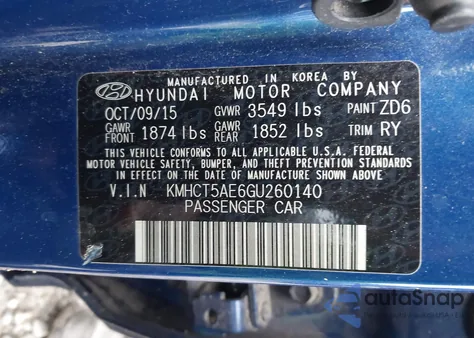 MANUFACTURED IN KOREA BY
HYUNDAI MOTOR COMPANY
OCT/09/15 GVWR 3549 lbs PAINT ZD6
GAWR FRONT 1874 lbs GAWR REAR 1852 lbs TRIM RY
THIS VEHICLE CONFORMS TO ALL APPLICABLE U.S.A. FEDERAL
MOTOR VEHICLE SAFETY, BUMPER, AND THEFT PREVENTION STANDARDS
IN EFFECT ON THE DATE OF MANUFACTURE SHOWN ABOVE.
V.I.N KMHCT5AE6GU260140
PASSENGER CAR
autoSnap